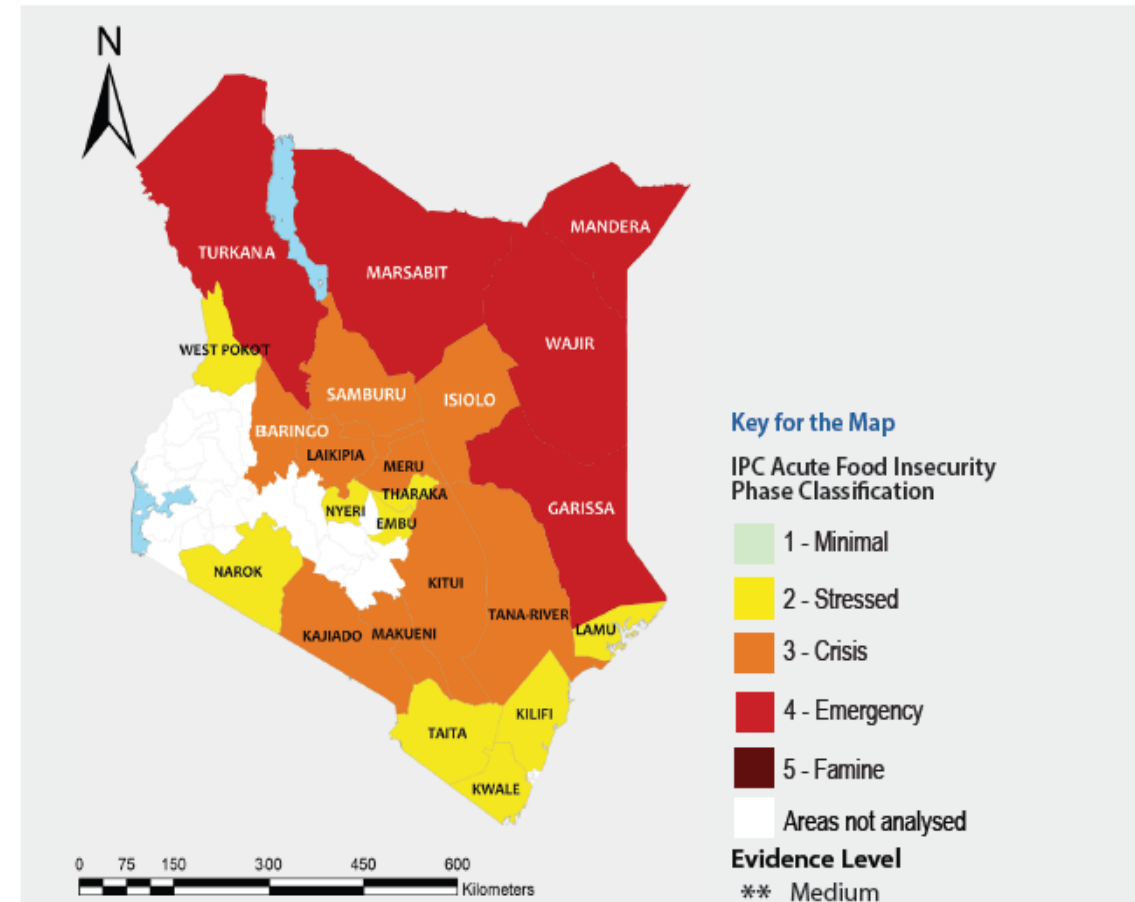 N
MANDERA
TURKANA
MARSABIT
WAJIR
WEST POKOT
SAMBURU
ISIOLO
BARINGO
LAIKIPIA
MERU
THARAKA
NYERI
EMBU
GARISSA
NAROK
KITUI
TANA-RIVER
LAMU
KAJIADO
MAKUENI
KILIFI
TAITA
KWALE
Key for the Map
IPC Acute Food Insecurity
Phase Classification
1 - Minimal
2 - Stressed
3 - Crisis
4 - Emergency
5 - Famine
Areas not analysed
Evidence Level
** Medium
0 75 150 300 450 600
Kilometers